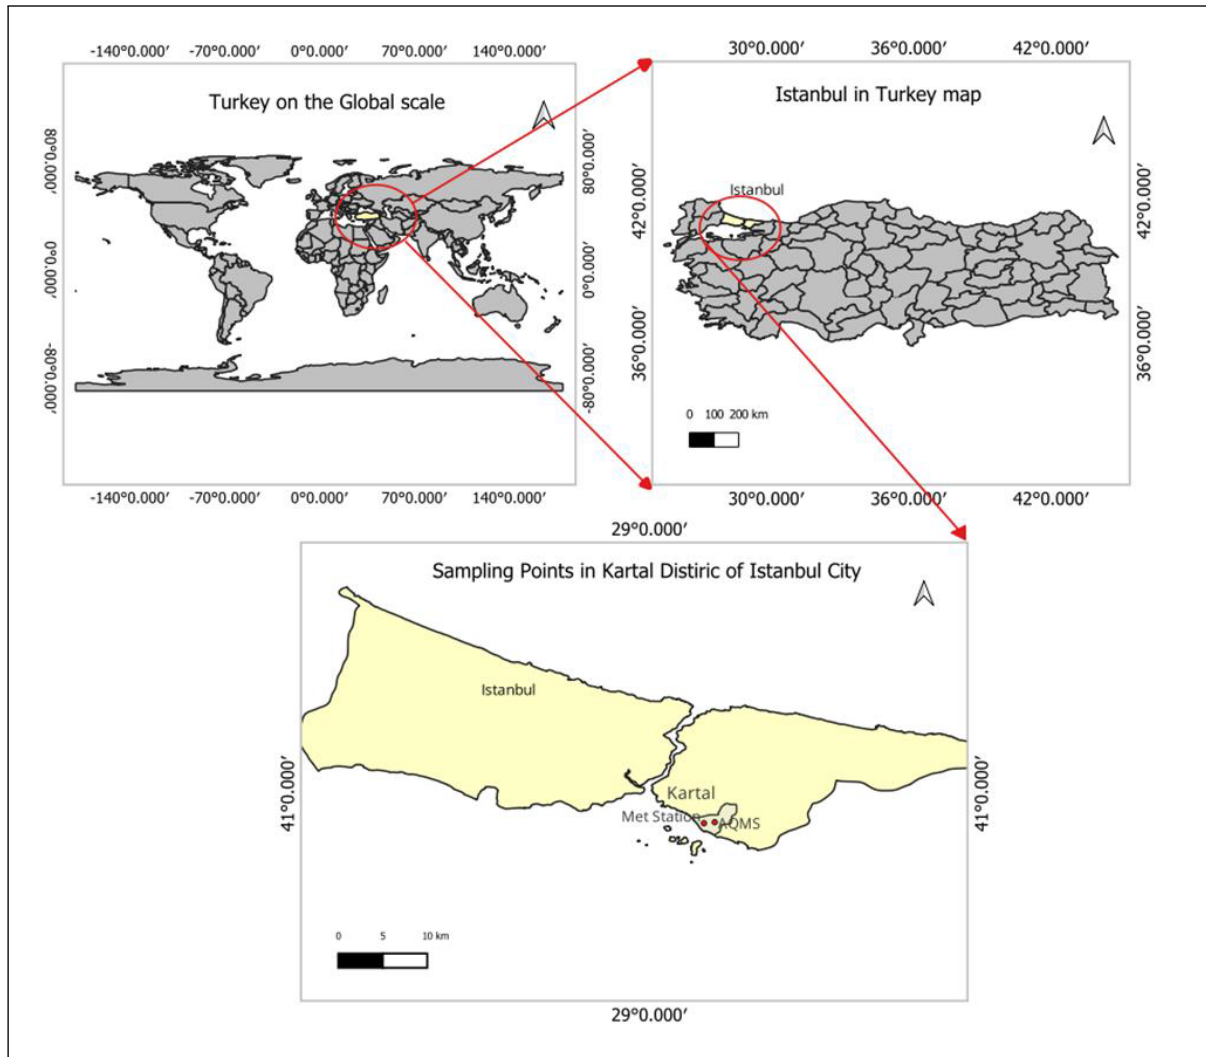 -140°0.000′ -70°0.000′ 0°0.000′ 70°0.000′ 140°0.000′
Turkey on the Global scale
80°0.000′
0°0.000′
-80°0.000′
80°0.000′
0°0.000′
-80°0.000′
-140°0.000′ -70°0.000′ 0°0.000′ 70°0.000′ 140°0.000′
30°0.000′ 36°0.000′ 42°0.000′
Istanbul in Turkey map
Istanbul
42°0.000′
36°0.000′
42°0.000′
36°0.000′
0 100 200 km
30°0.000′ 36°0.000′ 42°0.000′
29°0.000′
Sampling Points in Kartal Distiric of Istanbul City
Istanbul
41°0.000′
41°0.000′
Kartal
Met Station AQMS
0 5 10 km
29°0.000′